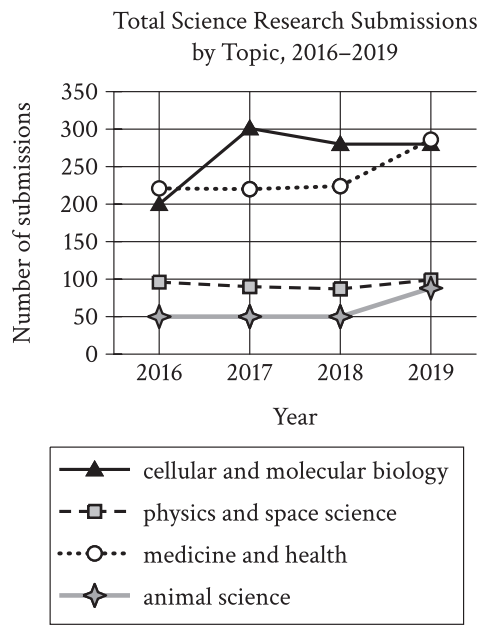 Total Science Research Submissions
by Topic, 2016–2019
Number of submissions
350
300
250
200
150
100
50
0
2016 2017 2018 2019
Year
cellular and molecular biology
physics and space science
medicine and health
animal science